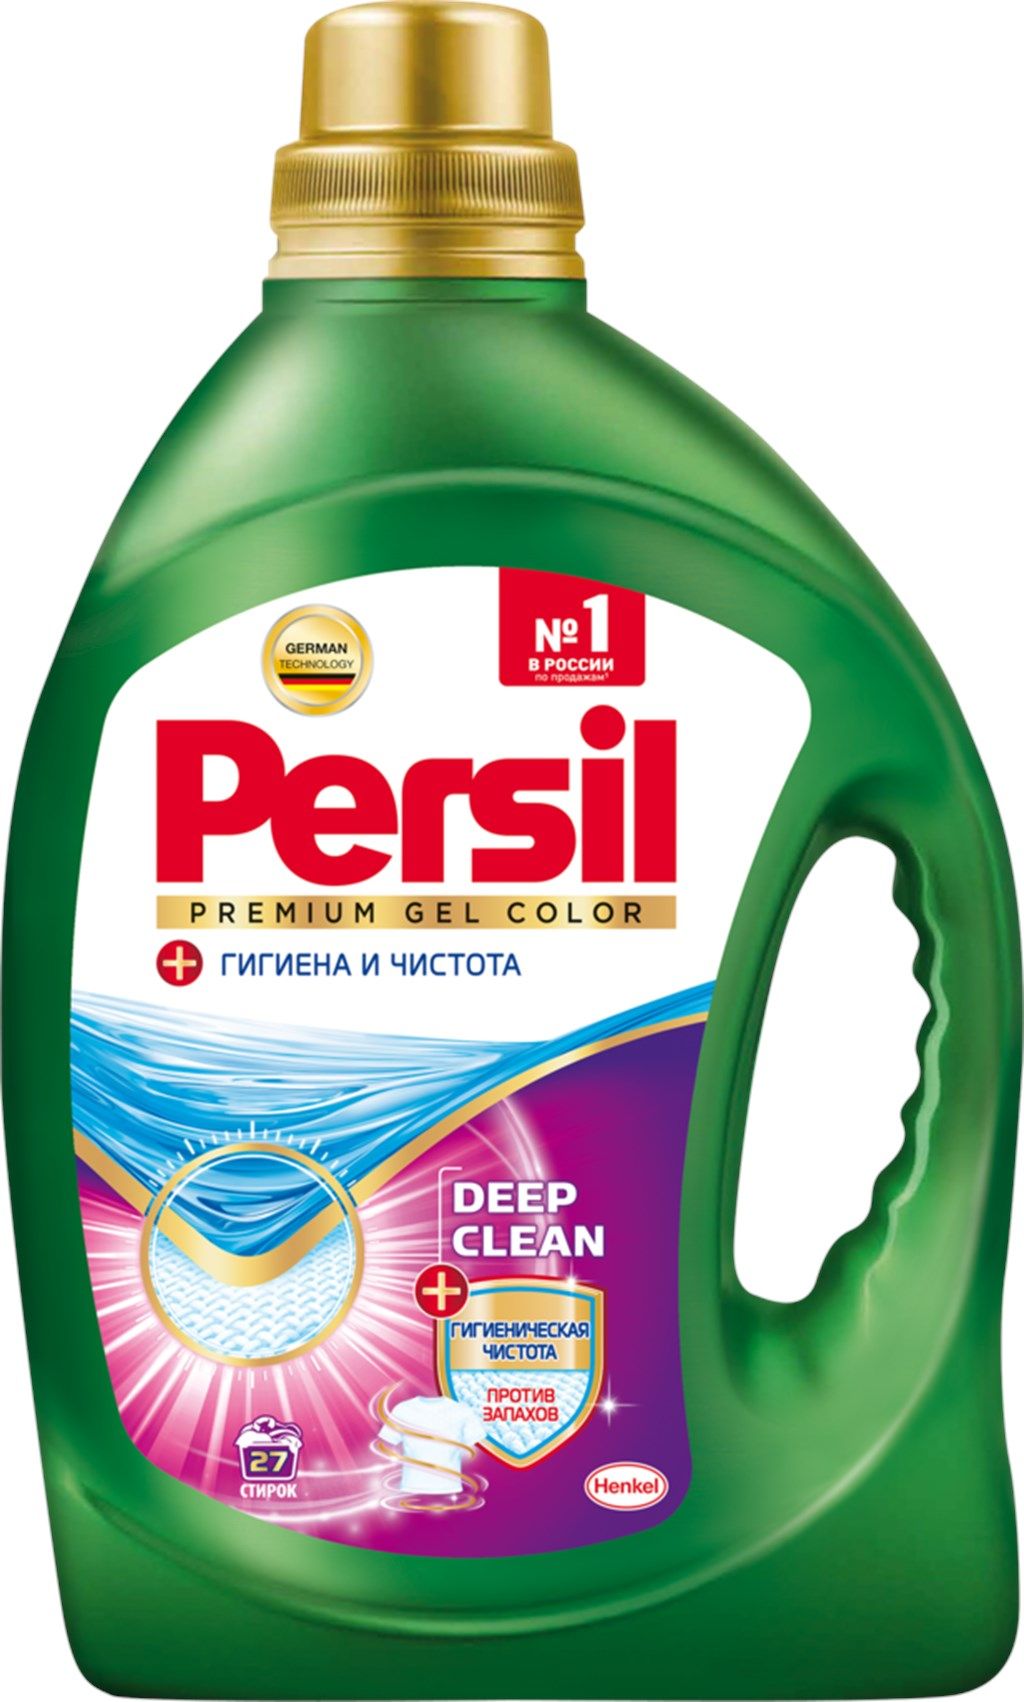 GERMAN
TECHNOLOGY
№1
В РОССИИ
по продажам¹
Persil
PREMIUM GEL COLOR
ГИГИЕНА И ЧИСТОТА
DEEP
CLEAN
ГИГИЕНИЧЕСКАЯ
ЧИСТОТА
ПРОТИВ
ЗАПАХОВ
27
СТИРОК
Henkel